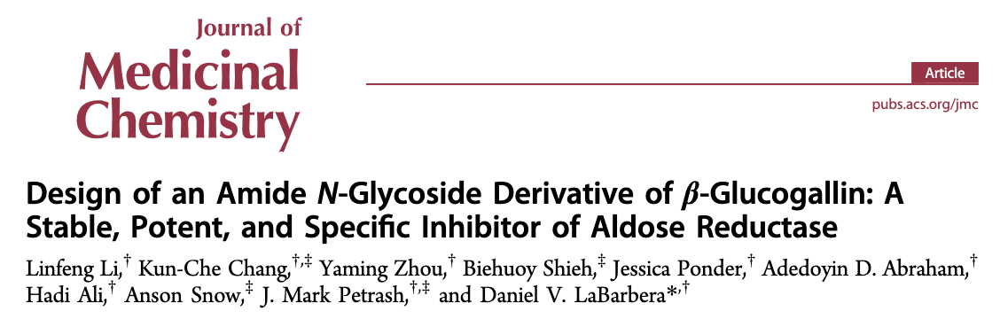 Journal of
Medicinal
Chemistry
Article
pubs.acs.org/jmc
Design of an Amide N-Glycoside Derivative of β-Glucogallin: A
Stable, Potent, and Specific Inhibitor of Aldose Reductase
Linfeng Li,† Kun-Che Chang,†,‡ Yaming Zhou,† Biehuoy Shieh,‡ Jessica Ponder,† Adedoyin D. Abraham,†
Hadi Ali,† Anson Snow,‡ J. Mark Petrash,†,‡ and Daniel V. LaBarbera*,†